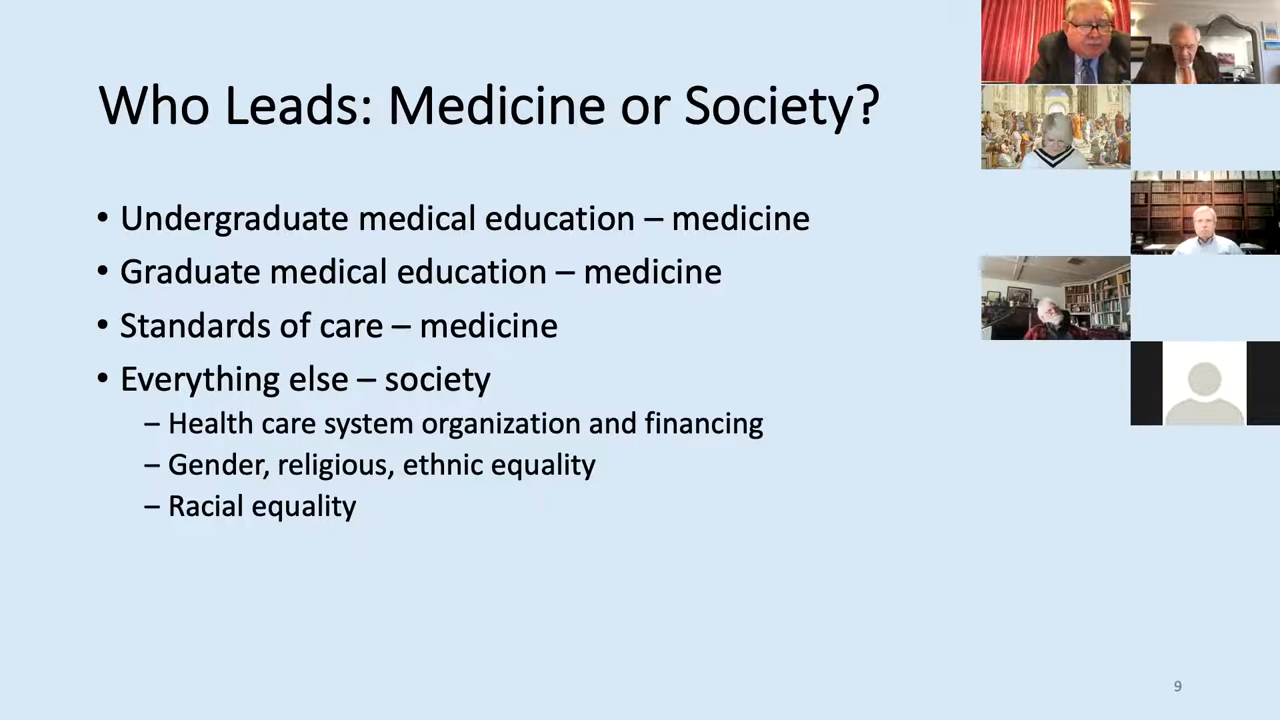 Who Leads: Medicine or Society?
• Undergraduate medical education – medicine
• Graduate medical education – medicine
• Standards of care – medicine
• Everything else – society
– Health care system organization and financing
– Gender, religious, ethnic equality
– Racial equality
9